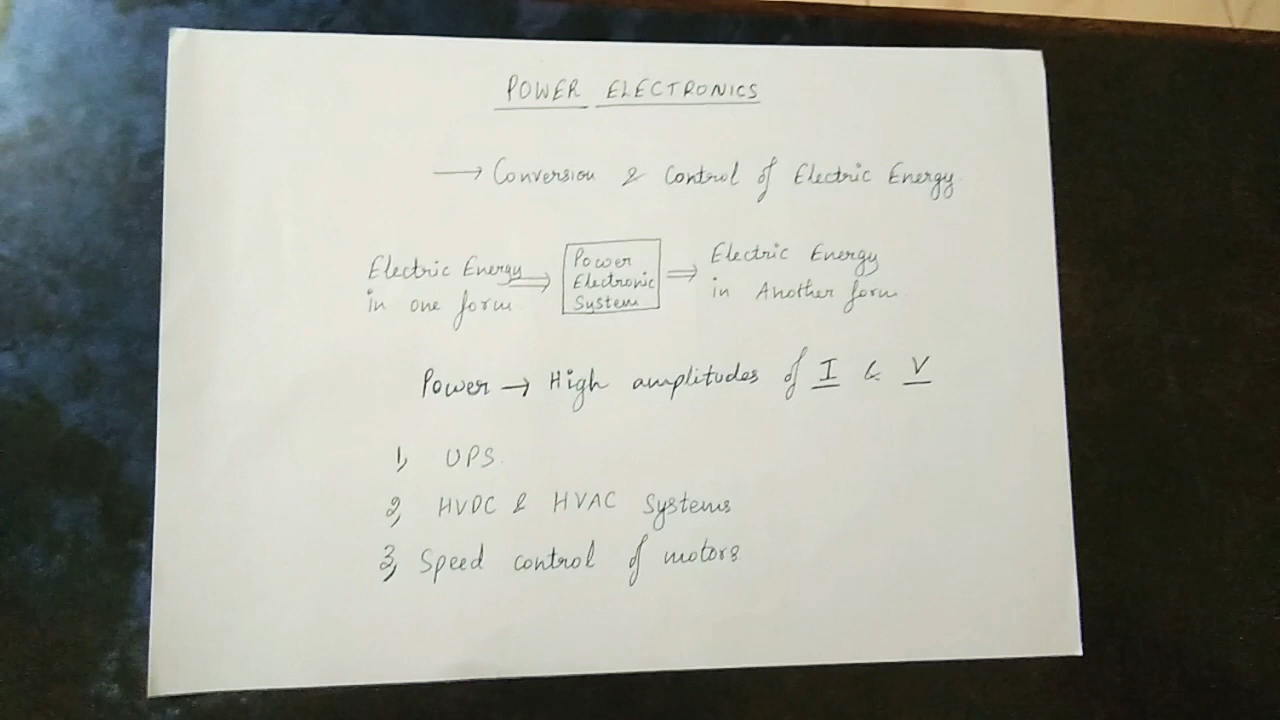 POWER ELECTRONICS
→ Conversion & Control of Electric Energy.
Electric Energy ⇒ Power ⇒ Electric Energy
in one form Electronic in Another form.
System
Power → High amplitudes of I & V
1, UPS.
2, HVDC & HVAC Systems
3, Speed control of motors